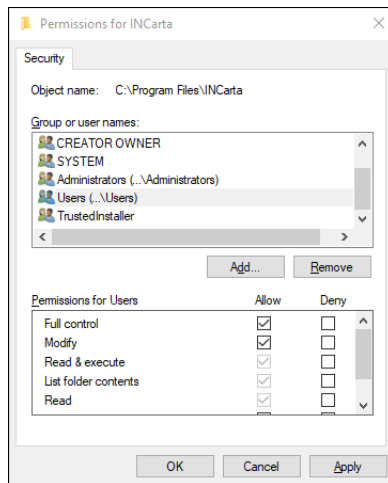 Permissions for INCarta
Security
Object name: C:\Program Files\INCarta
Group or user names:
CREATOR OWNER
SYSTEM
Administrators (...\Administrators)
Users (...\Users)
TrustedInstaller
Add... Remove
Permissions for Users Allow Deny
Full control
Modify
Read & execute
List folder contents
Read
OK Cancel Apply